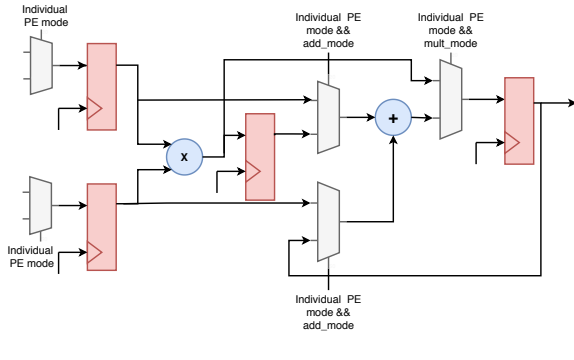 Individual
PE mode
Individual PE
mode &&
add_mode
Individual PE
mode &&
mult_mode
x
+
Individual
PE mode
Individual PE
mode &&
add_mode